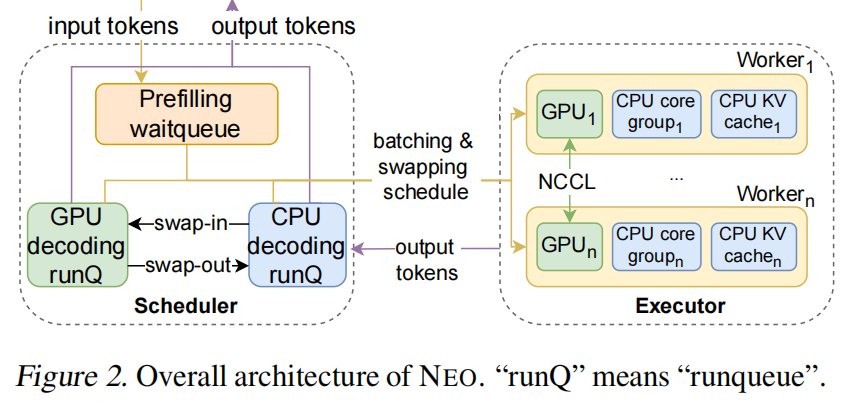 input tokens
output tokens
Prefilling
waitqueue
GPU
decoding
runQ
swap-in
swap-out
CPU
decoding
runQ
Scheduler
batching &
swapping
schedule
output
tokens
Worker1
GPU1
CPU core
group1
CPU KV
cache1
NCCL
...
Workern
GPUn
CPU core
groupn
CPU KV
cachen
Executor
Figure 2. Overall architecture of NEO. “runQ” means “runqueue”.